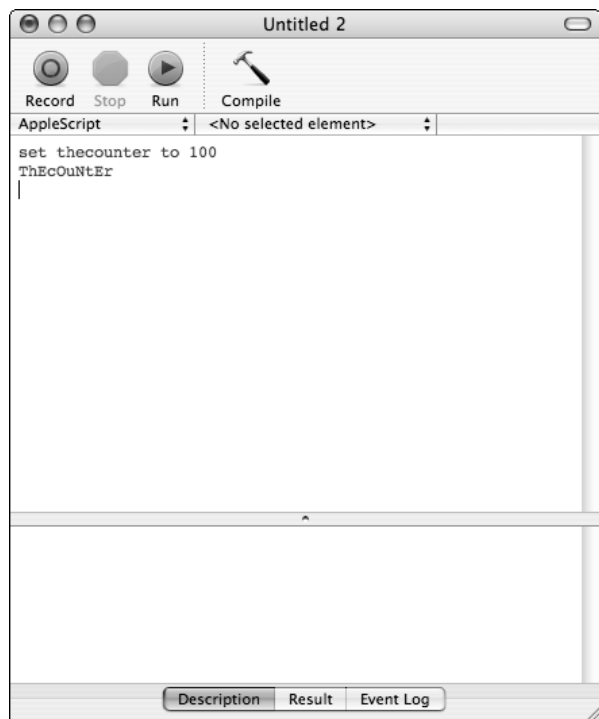 Untitled 2
Record Stop Run Compile
AppleScript <No selected element>
set thecounter to 100
ThEcOuNtEr
Description Result Event Log